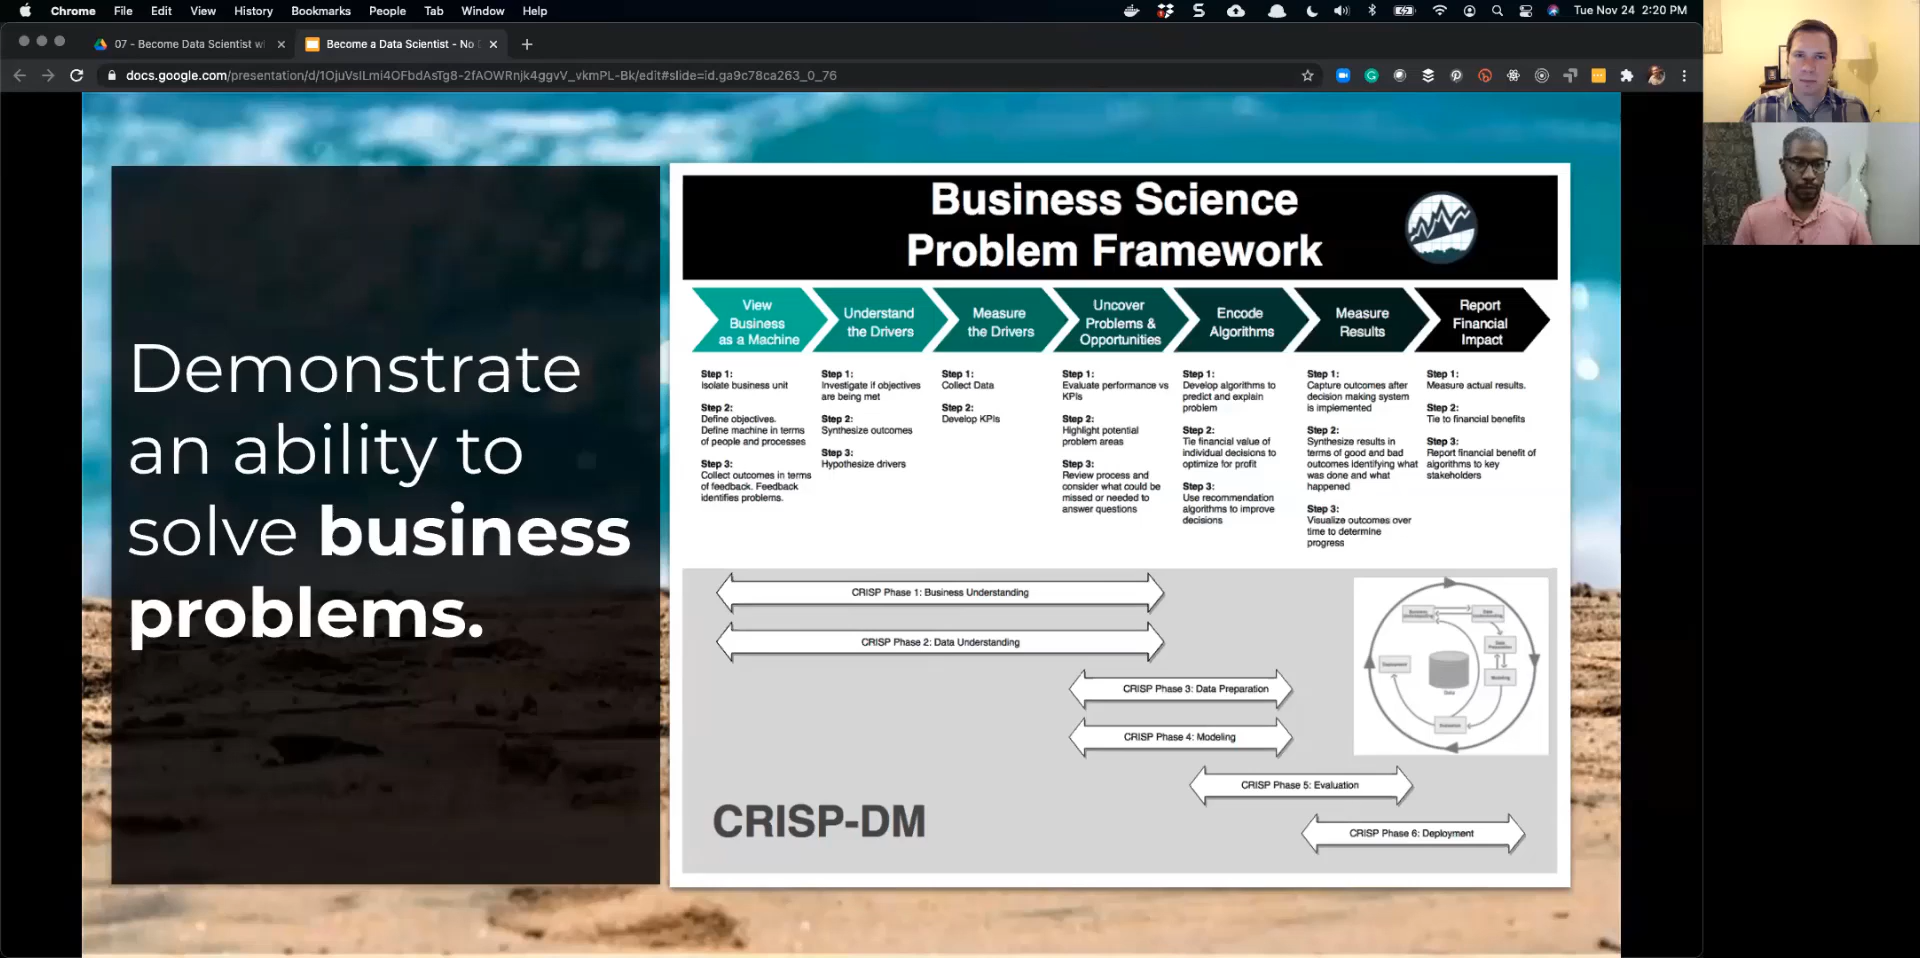 Chrome File Edit View History Bookmarks People Tab Window Help
Tue Nov 24 2:20 PM
07 - Become Data Scientist w
Become a Data Scientist - No
docs.google.com/presentation/d/1OjuVsILmi4OFbdAsTg8-2fAOWRnjk4ggvV_vkmPL-Bk/edit#slide=id.ga9c78ca263_0_76
Demonstrate
an ability to
solve business
problems.
Business Science
Problem Framework
View
Business
as a Machine
Understand
the Drivers
Measure
the Drivers
Uncover
Problems &
Opportunities
Encode
Algorithms
Measure
Results
Report
Financial
Impact
Step 1:
Isolate business unit
Step 2:
Define objectives.
Define machine in terms
of people and processes
Step 3:
Collect outcomes in terms
of feedback. Feedback
identifies problems.
Step 1:
Investigate if objectives
are being met
Step 2:
Synthesize outcomes
Step 3:
Hypothesize drivers
Step 1:
Collect Data
Step 2:
Develop KPIs
Step 1:
Evaluate performance vs
KPIs
Step 2:
Highlight potential
problem areas
Step 3:
Review process and
consider what could be
missed or needed to
answer questions
Step 1:
Develop algorithms to
predict and explain
problem
Step 2:
Tie financial value of
individual decisions to
optimize for profit
Step 3:
Use recommendation
algorithms to improve
decisions
Step 1:
Capture outcomes after
decision making system
is implemented
Step 2:
Synthesize results in
terms of good and bad
outcomes identifying what
was done and what
happened
Step 3:
Visualize outcomes over
time to determine
progress
Step 1:
Measure actual results.
Step 2:
Tie to financial benefits
Step 3:
Report financial benefit of
algorithms to key
stakeholders
CRISP Phase 1: Business Understanding
CRISP Phase 2: Data Understanding
CRISP Phase 3: Data Preparation
CRISP Phase 4: Modeling
CRISP Phase 5: Evaluation
CRISP Phase 6: Deployment
CRISP-DM
Business
Understanding
Data
Understanding
Data
Preparation
Modeling
Deployment
Data
Evaluation